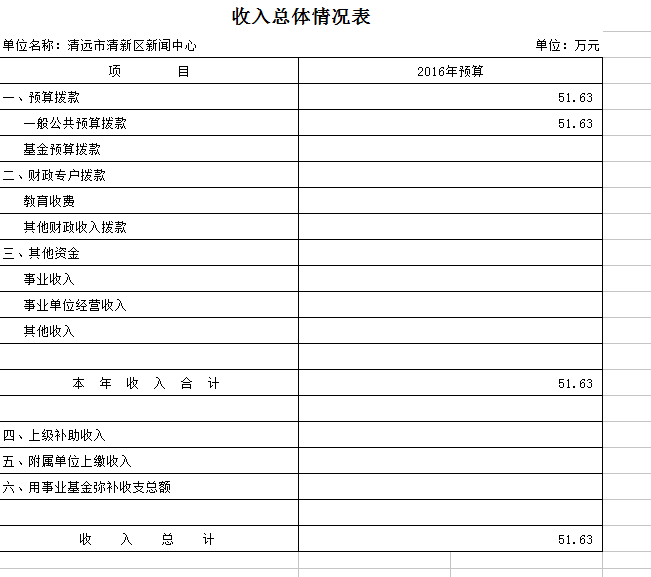 收入总体情况表
单位名称：清远市清新区新闻中心 单位：万元
项 目 2016年预算
一、预算拨款 51.63
一般公共预算拨款 51.63
基金预算拨款
二、财政专户拨款
教育收费
其他财政收入拨款
三、其他资金
事业收入
事业单位经营收入
其他收入
本 年 收 入 合 计 51.63
四、上级补助收入
五、附属单位上缴收入
六、用事业基金弥补收支总额
收 入 总 计 51.63